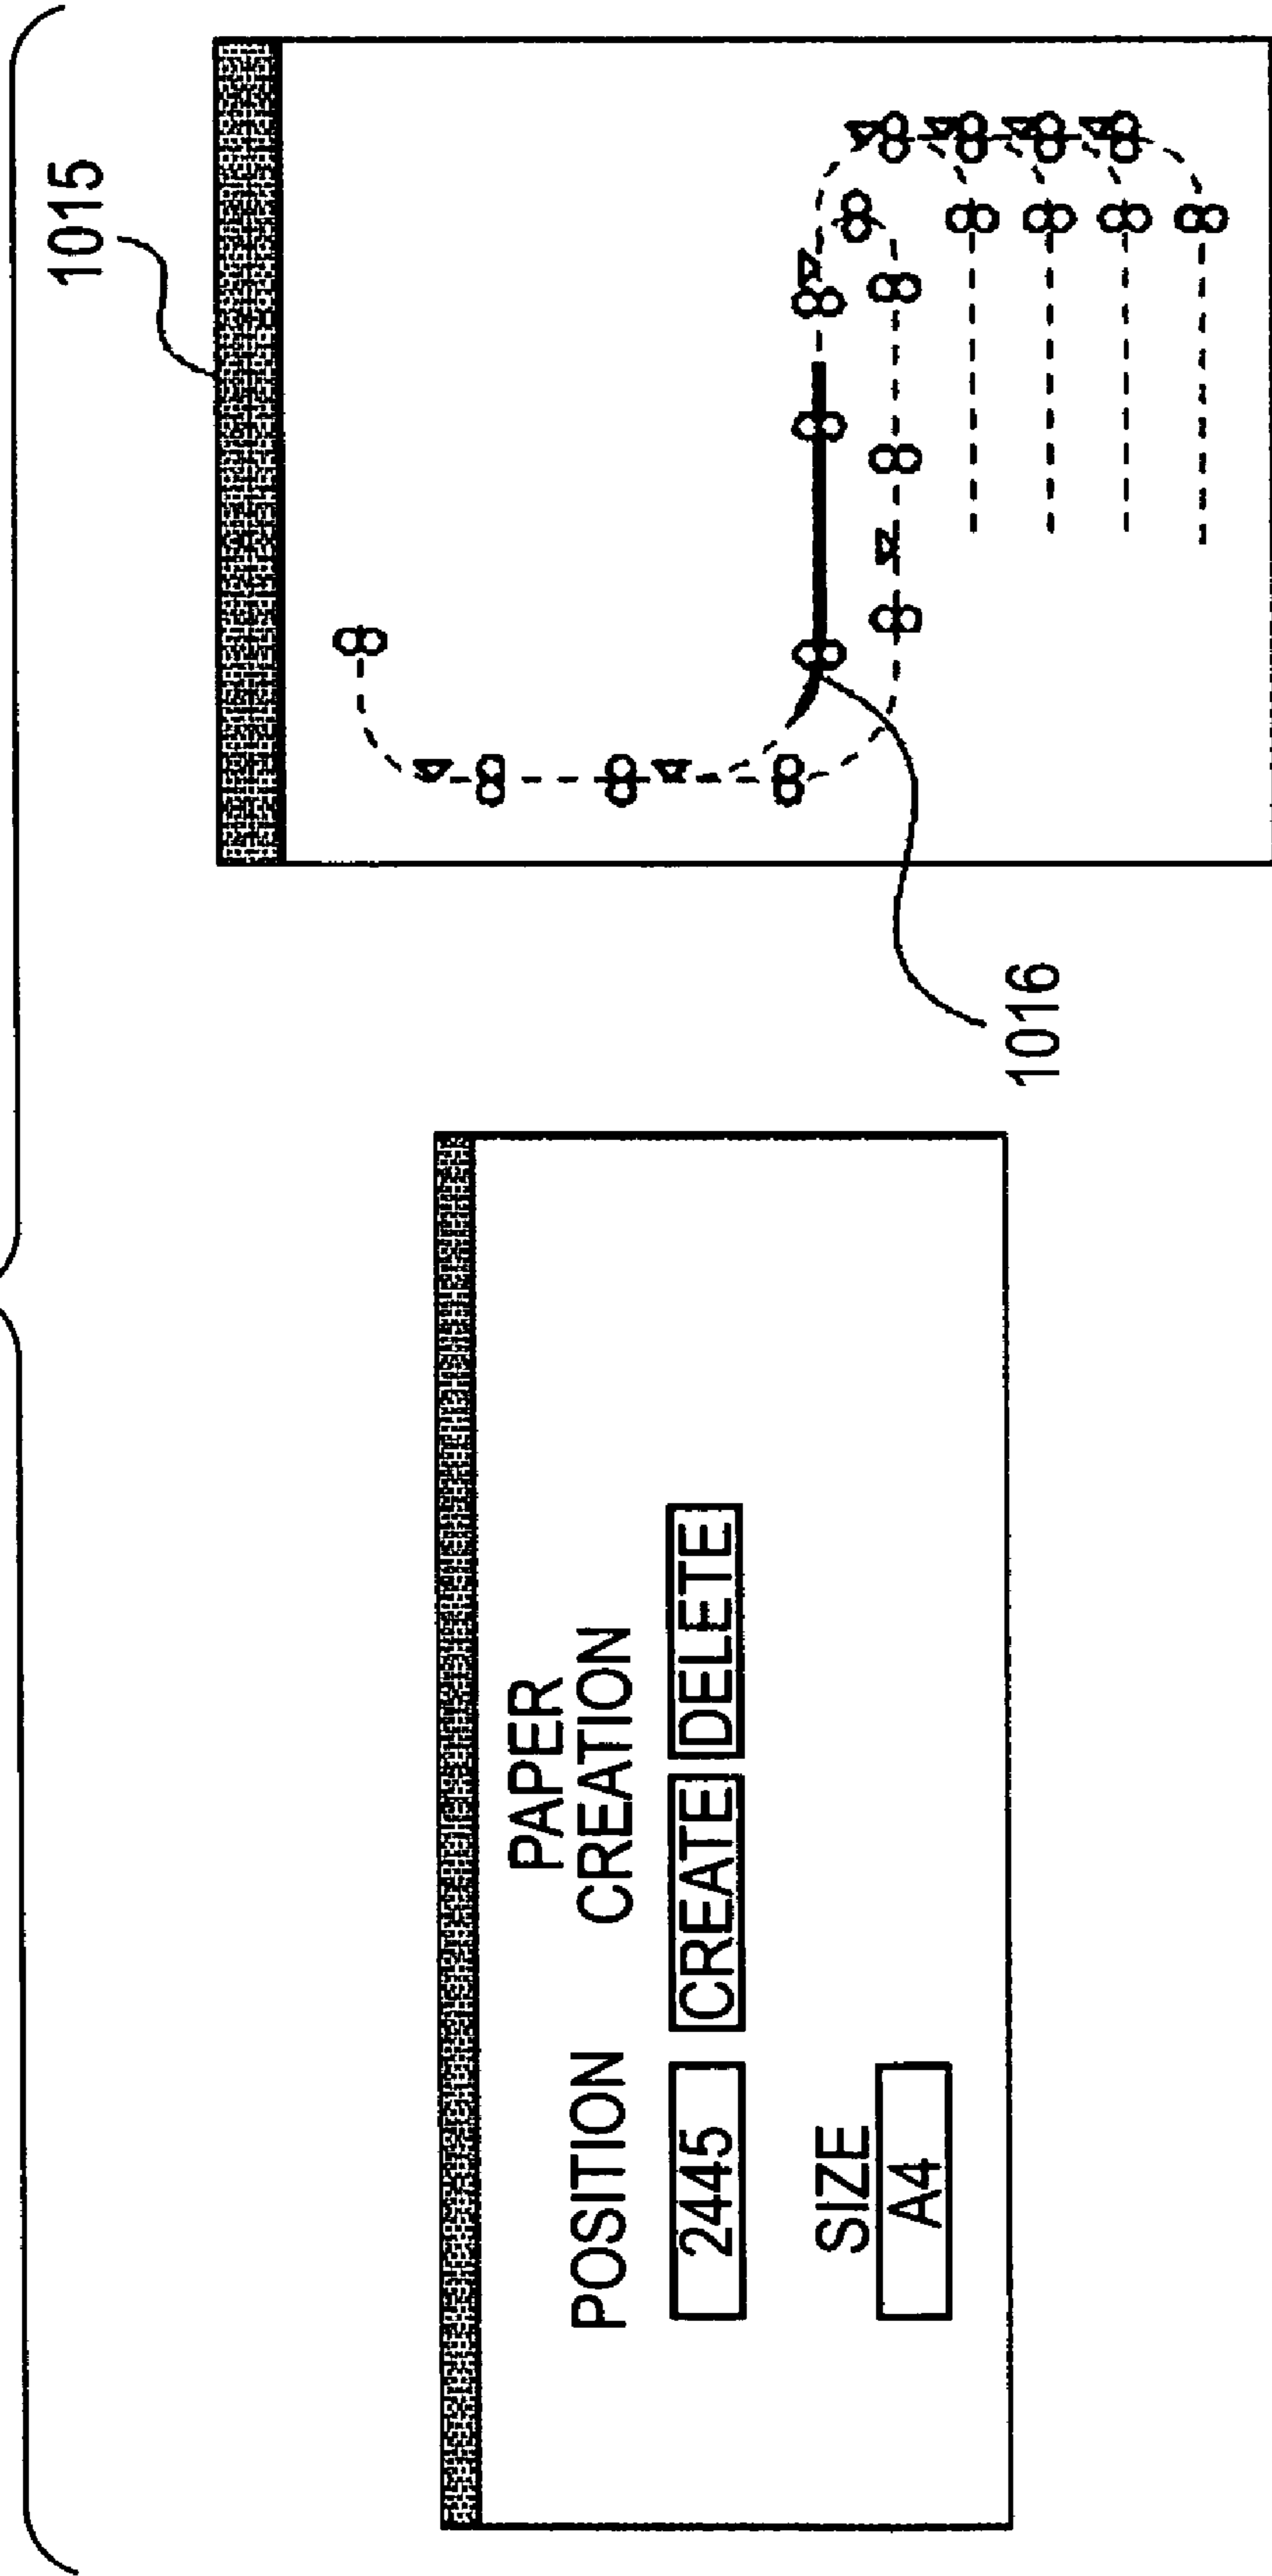 PAPER
CREATION
POSITION
2445 CREATE DELETE
SIZE
A4
1015
1016